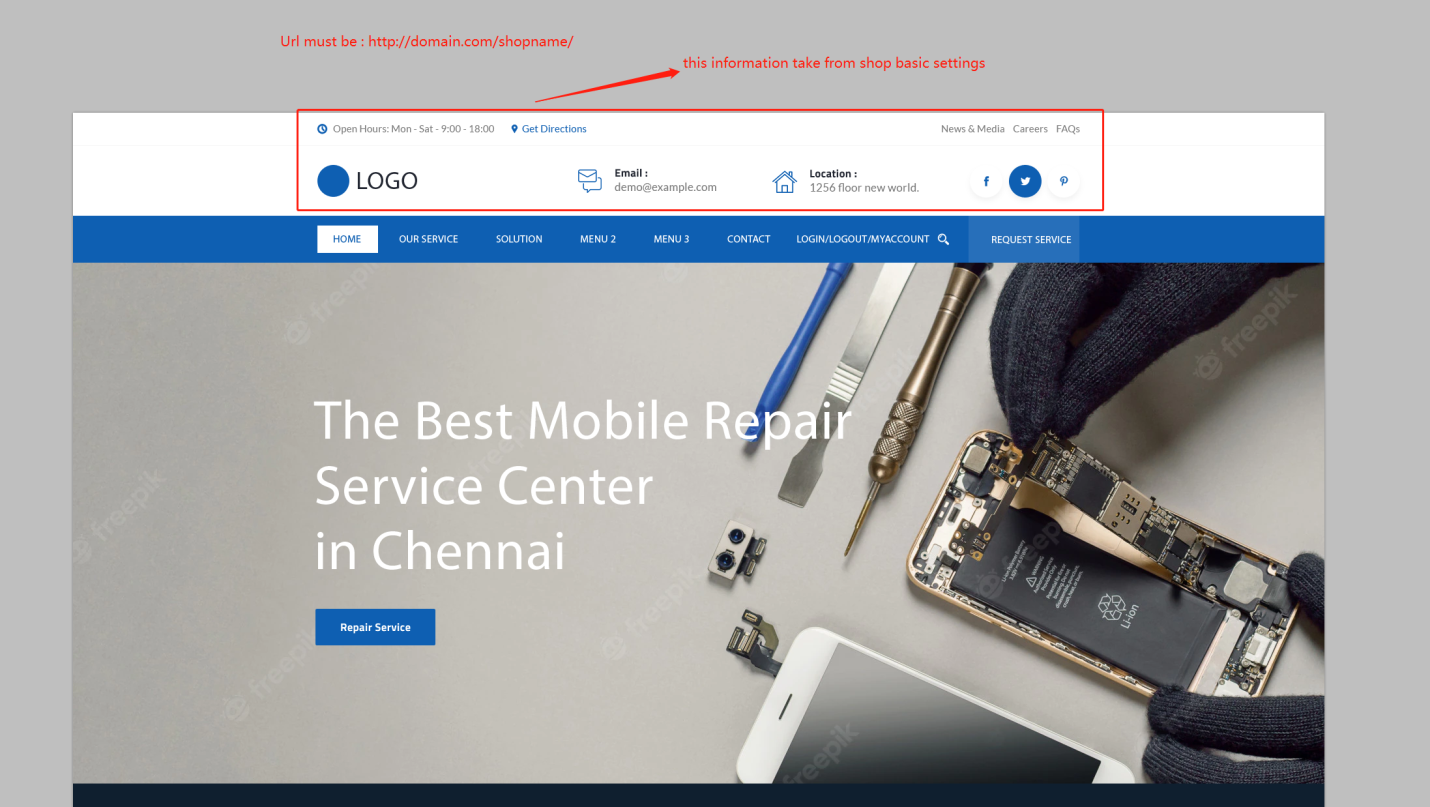 Url must be : http://domain.com/shopname/
this information take from shop basic settings
Open Hours: Mon - Sat - 9:00 - 18:00 Get Directions News & Media Careers FAQs
LOGO
Email :
demo@example.com
Location :
1256 floor new world.
HOME OUR SERVICE SOLUTION MENU 2 MENU 3 CONTACT LOGIN/LOGOUT/MYACCOUNT REQUEST SERVICE
The Best Mobile Repair
Service Center
in Chennai
Repair Service
Li-ion
freepik